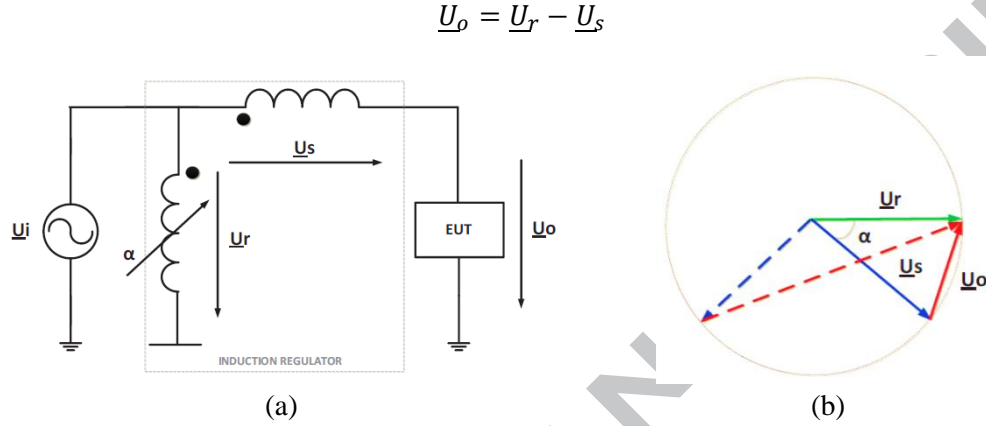 U_o = U_r − U_s
Us
Ui
α
Ur
EUT
Uo
INDUCTION REGULATOR
Ur
α
Us
Uo
(a)
(b)